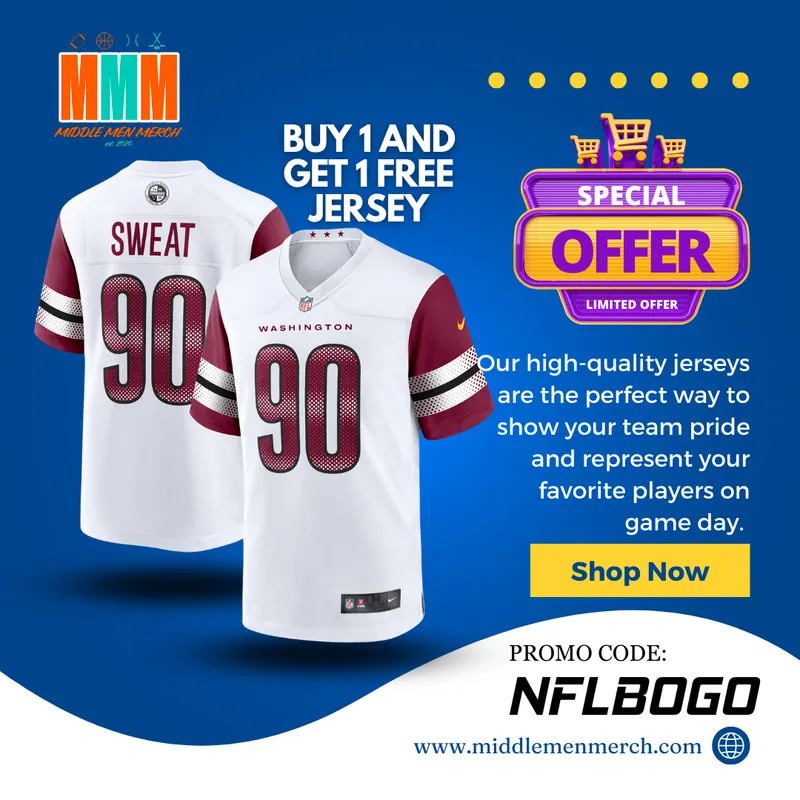 MMM
MIDDLE MEN MERCH
est. 2020
BUY 1 AND
GET 1 FREE
JERSEY
SPECIAL
OFFER
LIMITED OFFER
SWEAT
90
NFL
WASHINGTON
90
Our high-quality jerseys
are the perfect way to
show your team pride
and represent your
favorite players on
game day.
Shop Now
PROMO CODE:
NFLBOGO
www.middlemenmerch.com